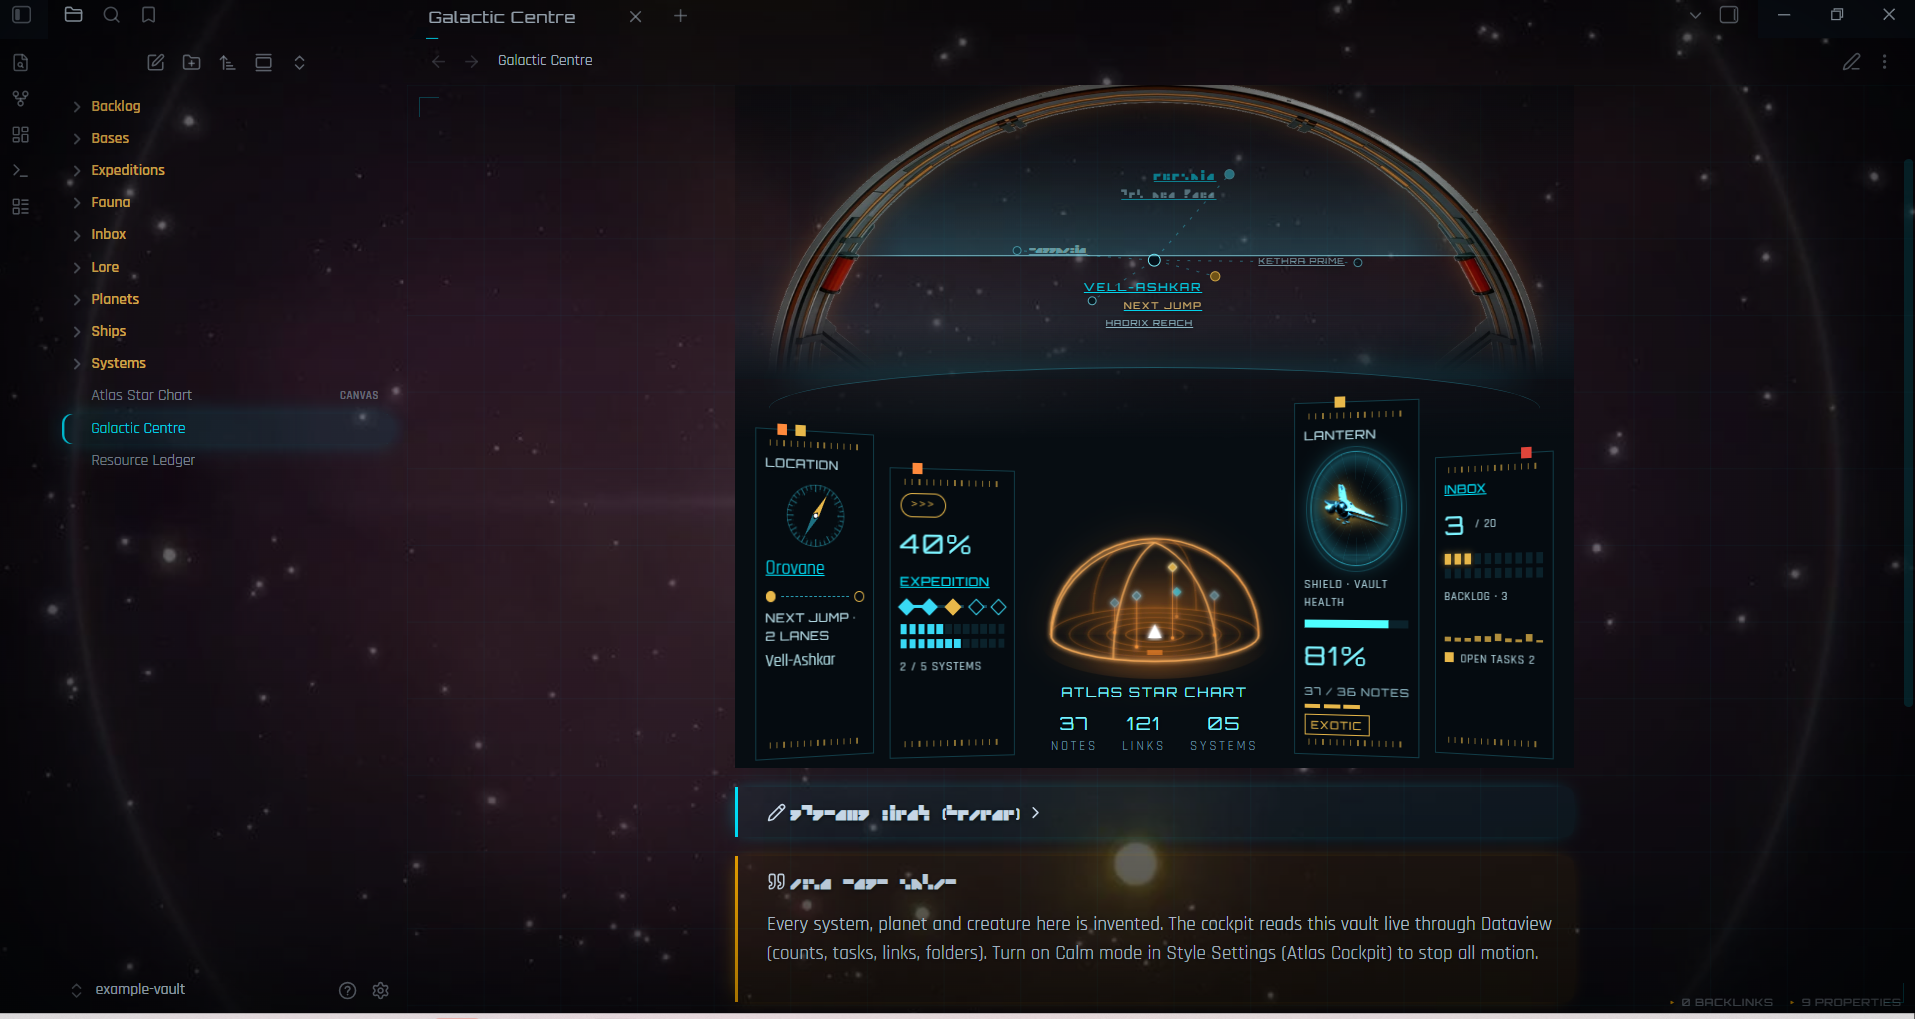 Galactic Centre
Galactic Centre
Backlog
Bases
Expeditions
Fauna
Inbox
Lore
Planets
Ships
Systems
Atlas Star Chart CANVAS
Galactic Centre
Resource Ledger
example-vault
KETHRA PRIME
VELL-ASHKAR
NEXT JUMP
HADRIX REACH
LOCATION
Orovane
NEXT JUMP ·
2 LANES
Vell-Ashkar
>>>
40%
EXPEDITION
2 / 5 SYSTEMS
ATLAS STAR CHART
37 121 05
NOTES LINKS SYSTEMS
LANTERN
SHIELD · VAULT
HEALTH
81%
37 / 36 NOTES
EXOTIC
INBOX
3 / 20
BACKLOG · 3
OPEN TASKS 2
Every system, planet and creature here is invented. The cockpit reads this vault live through Dataview
(counts, tasks, links, folders). Turn on Calm mode in Style Settings (Atlas Cockpit) to stop all motion.
0 BACKLINKS 9 PROPERTIES